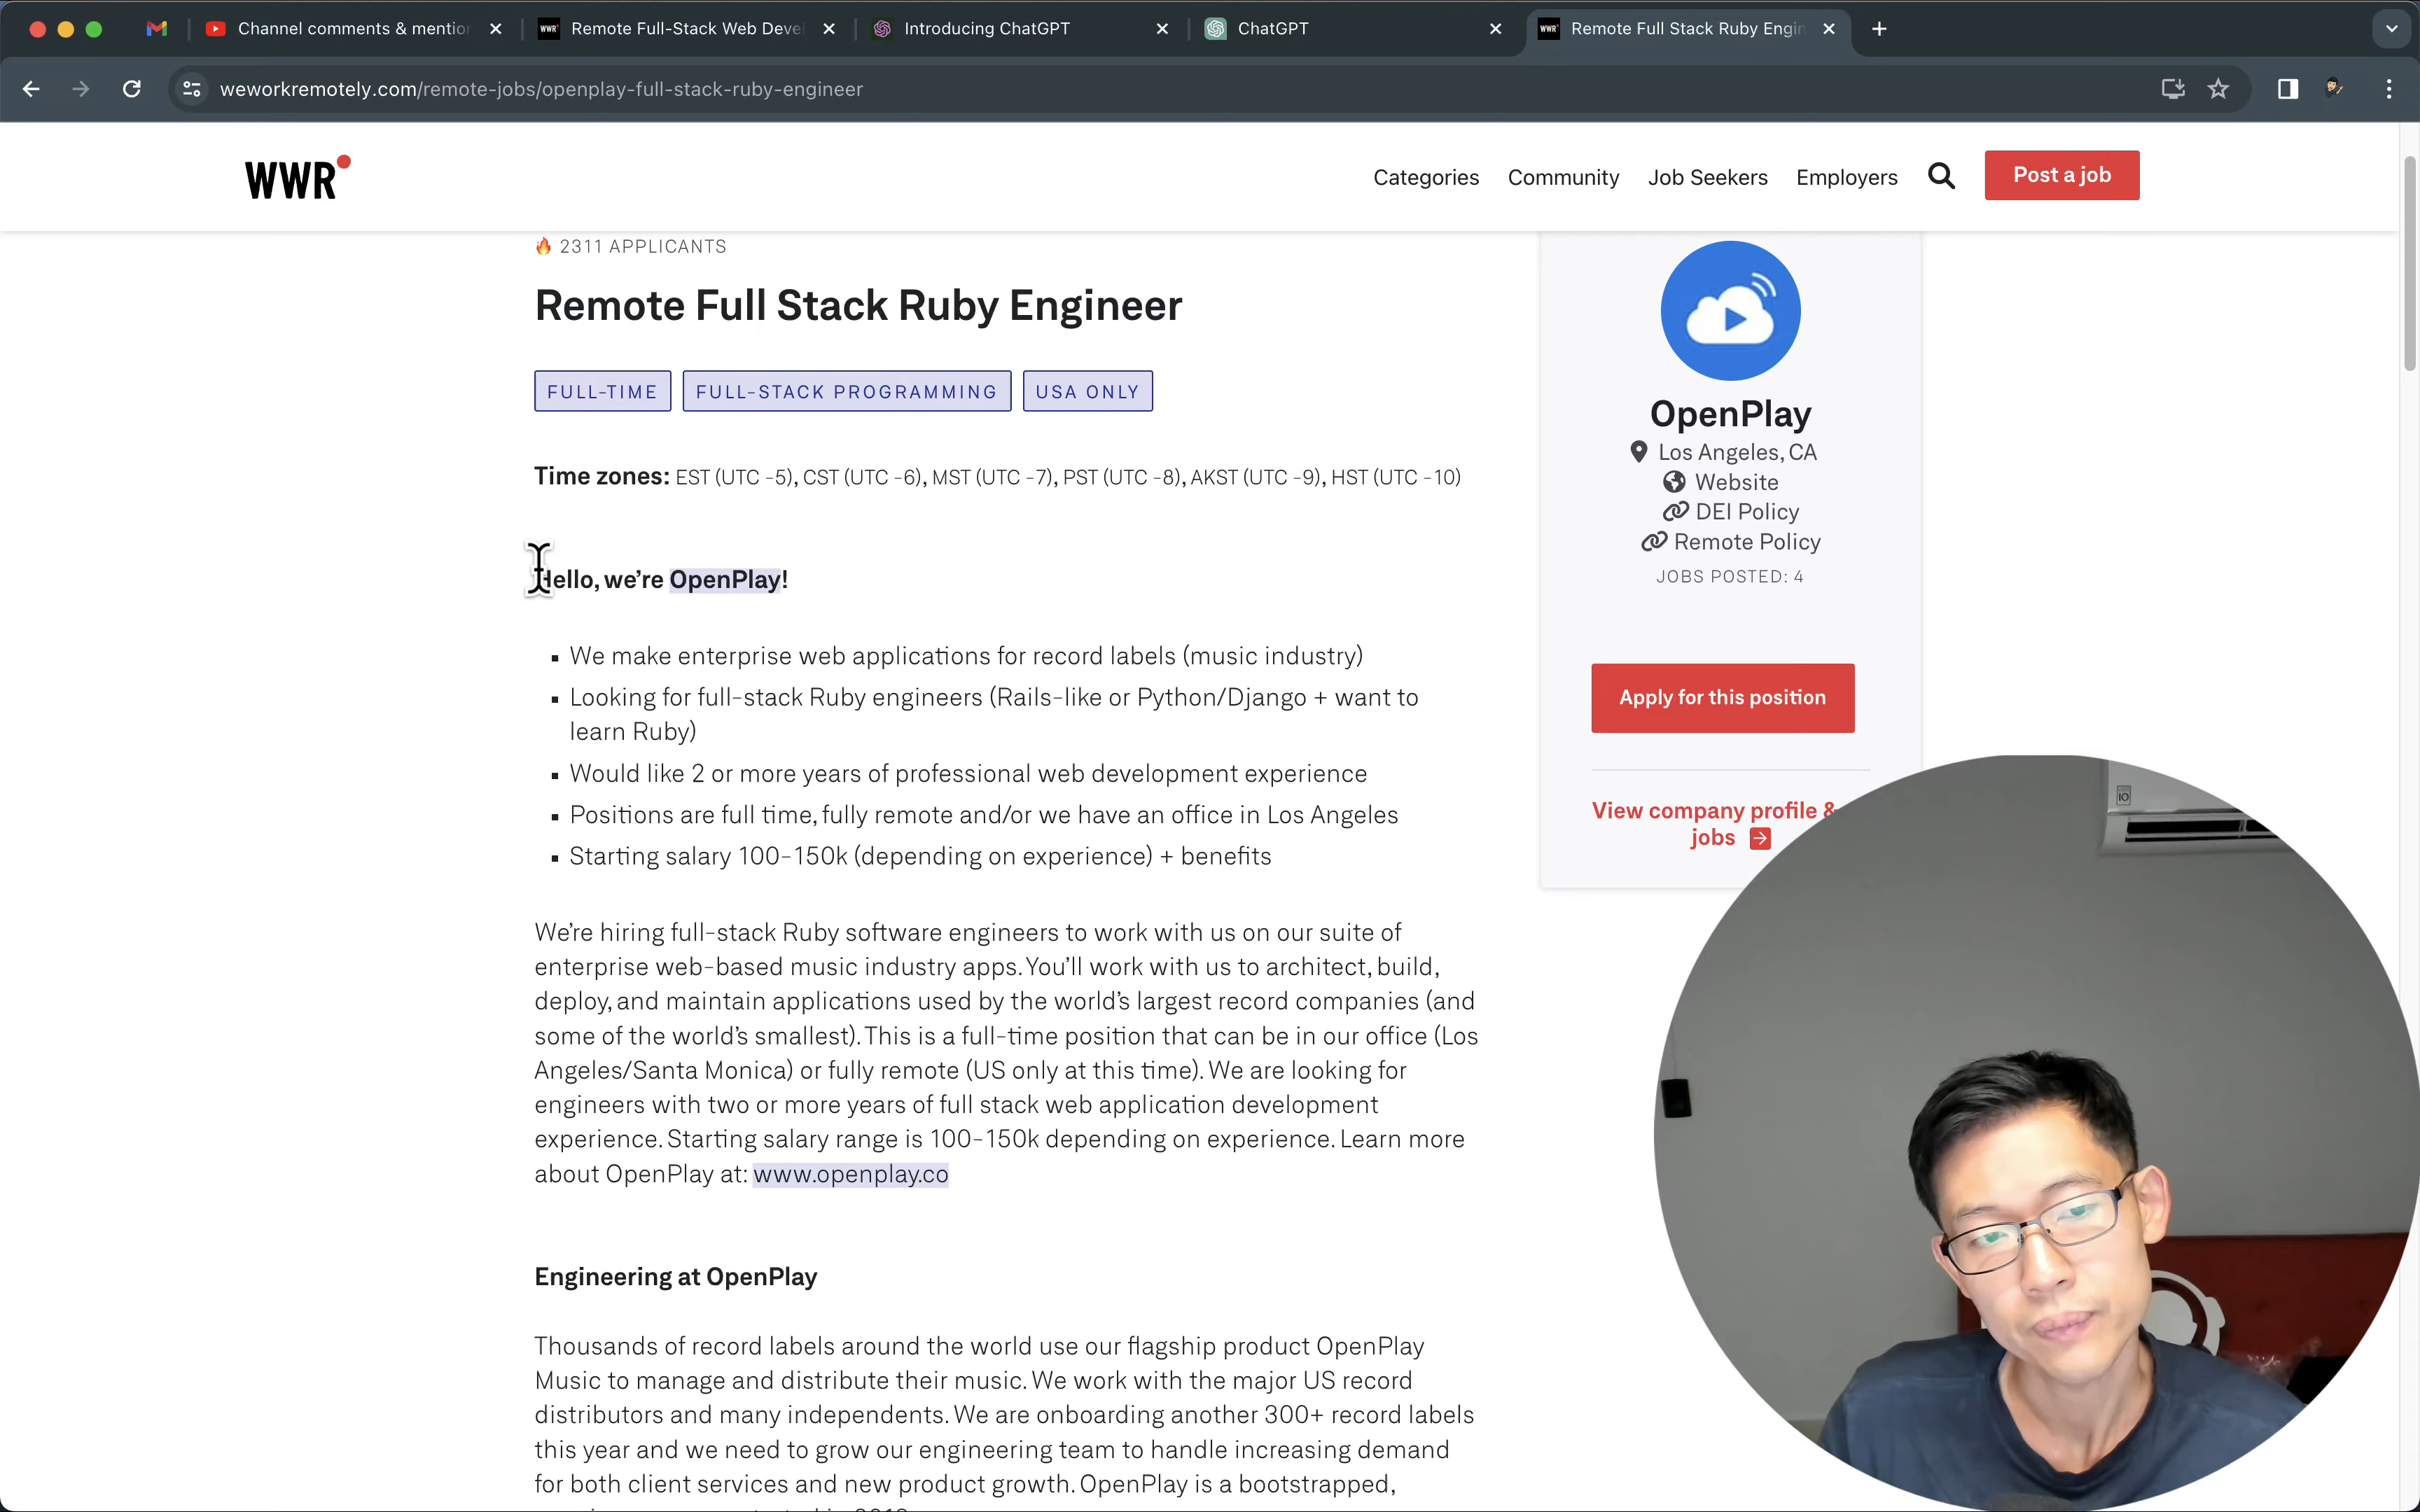 Channel comments & mention
WWR
Remote Full-Stack Web Devel
Introducing ChatGPT
ChatGPT
WWR
Remote Full Stack Ruby Engin
weworkremotely.com/remote-jobs/openplay-full-stack-ruby-engineer
WWR
Categories
Community
Job Seekers
Employers
Post a job
🔥 2311 APPLICANTS
Remote Full Stack Ruby Engineer
FULL-TIME
FULL-STACK PROGRAMMING
USA ONLY
Time zones: EST (UTC -5), CST (UTC -6), MST (UTC -7), PST (UTC -8), AKST (UTC -9), HST (UTC -10)
Hello, we’re OpenPlay!
▪ We make enterprise web applications for record labels (music industry)
▪ Looking for full-stack Ruby engineers (Rails-like or Python/Django + want to
learn Ruby)
▪ Would like 2 or more years of professional web development experience
▪ Positions are full time, fully remote and/or we have an office in Los Angeles
▪ Starting salary 100-150k (depending on experience) + benefits
We’re hiring full-stack Ruby software engineers to work with us on our suite of
enterprise web-based music industry apps. You’ll work with us to architect, build,
deploy, and maintain applications used by the world’s largest record companies (and
some of the world’s smallest). This is a full-time position that can be in our office (Los
Angeles/Santa Monica) or fully remote (US only at this time). We are looking for
engineers with two or more years of full stack web application development
experience. Starting salary range is 100-150k depending on experience. Learn more
about OpenPlay at: www.openplay.co
Engineering at OpenPlay
Thousands of record labels around the world use our flagship product OpenPlay
Music to manage and distribute their music. We work with the major US record
distributors and many independents. We are onboarding another 300+ record labels
this year and we need to grow our engineering team to handle increasing demand
for both client services and new product growth. OpenPlay is a bootstrapped,
OpenPlay
Los Angeles, CA
Website
DEI Policy
Remote Policy
JOBS POSTED: 4
Apply for this position
View company profile &
jobs